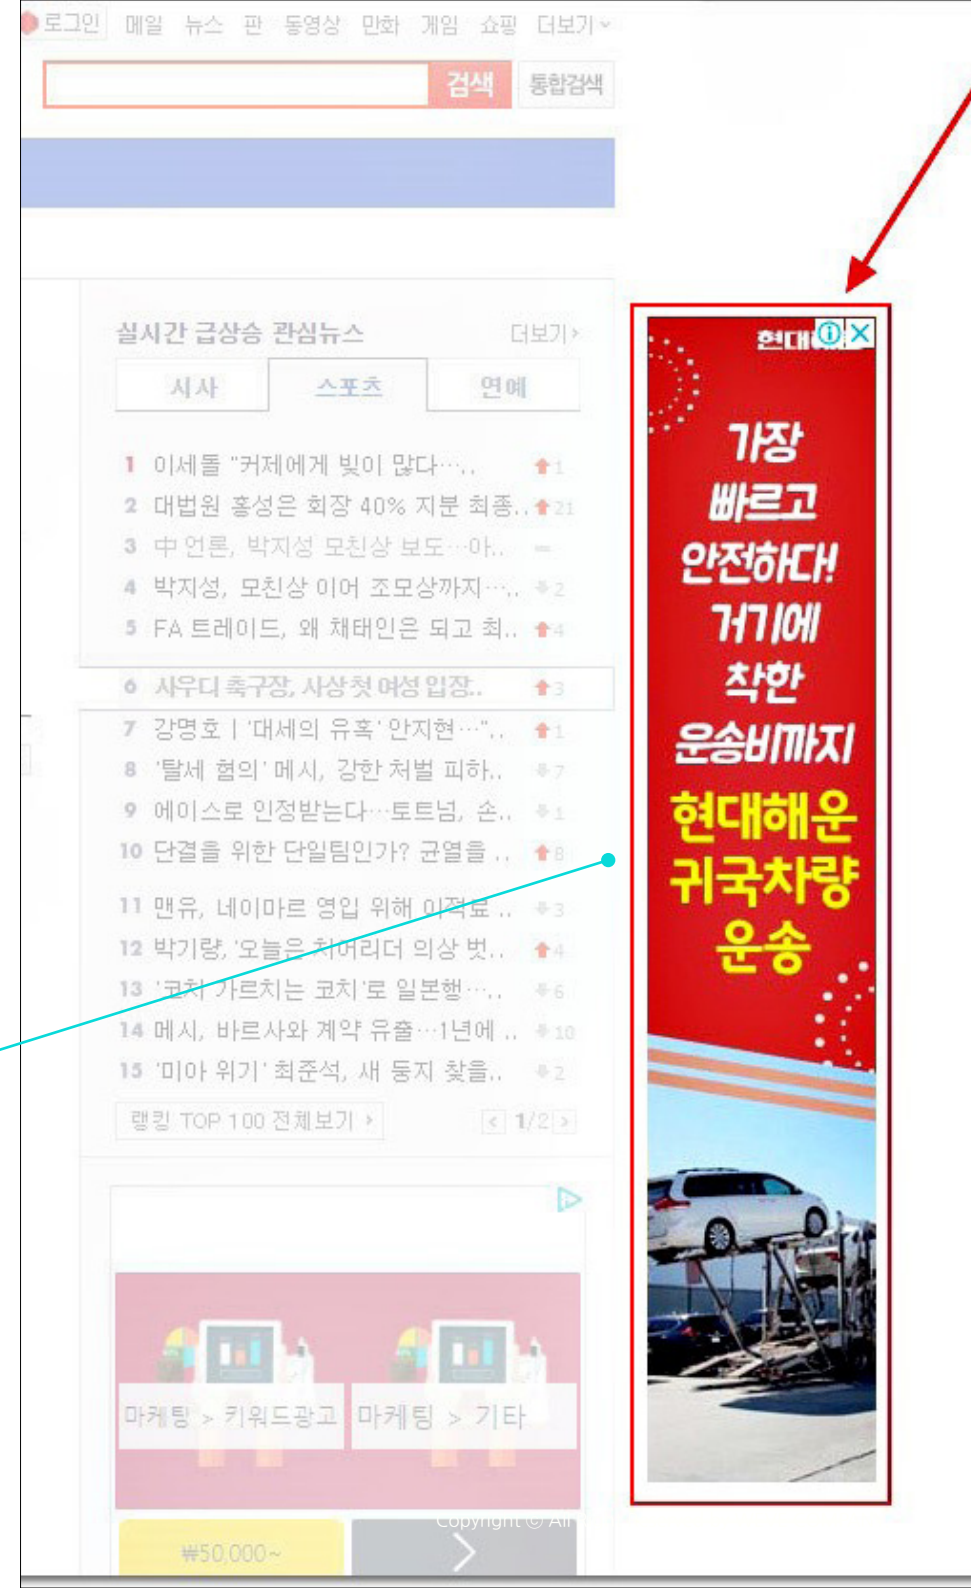 로그인 메일 뉴스 판 동영상 만화 게임 쇼핑 더보기
검색 통합검색
실시간 급상승 관심뉴스 더보기 >
시사 스포츠 연예
1 이세돌 "커제에게 빚이 많다….. 1
2 대법원 홍성은 회장 40% 지분 최종.. 21
3 中 언론, 박지성 모친상 보도…아..
4 박지성, 모친상 이어 조모상까지….. 2
5 FA 트레이드, 왜 채태인은 되고 최.. 4
6 사우디 축구장, 사상 첫 여성 입장.. 3
7 강명호 | '대세의 유혹' 안지현…".. 1
8 '탈세 혐의' 메시, 강한 처벌 피하.. 7
9 에이스로 인정받는다…토트넘, 손.. 1
10 단결을 위한 단일팀인가? 균열을 .. 8
11 맨유, 네이마르 영입 위해 이적료 .. 3
12 박기량, '오늘은 치어리더 의상 벗.. 4
13 '코치 가르치는 코치'로 일본행….. 6
14 메시, 바르사와 계약 유출…1년에 .. 10
15 '미아 위기' 최준석, 새 둥지 찾을.. 2
랭킹 TOP 100 전체보기 > < 1/2 >
마케팅 > 키워드광고 마케팅 > 기타
₩50,000~
Copyright © All
가장
빠르고
안전하다!
거기에
착한
운송비까지
현대해운
귀국차량
운송